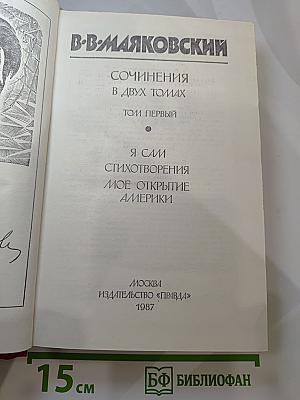 В·В·МАЯКОВСКИЙ
СОЧИНЕНИЯ
В ДВУХ ТОМАХ
ТОМ ПЕРВЫЙ
Я САМ
СТИХОТВОРЕНИЯ
МОЕ ОТКРЫТИЕ
АМЕРИКИ
МОСКВА
ИЗДАТЕЛЬСТВО «ПРАВДА»
1987
15 см
БФ БИБЛИОФАН